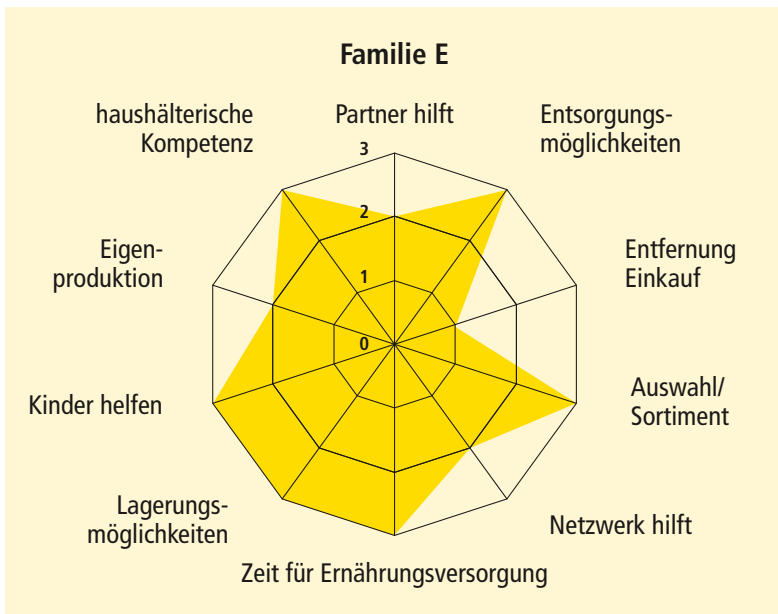 Familie E
haushälterische
Kompetenz
Partner hilft
Entsorgungs-
möglichkeiten
3
2
1
0
Eigen-
produktion
Entfernung
Einkauf
Kinder helfen
Auswahl/
Sortiment
Lagerungs-
möglichkeiten
Netzwerk hilft
Zeit für Ernährungsversorgung